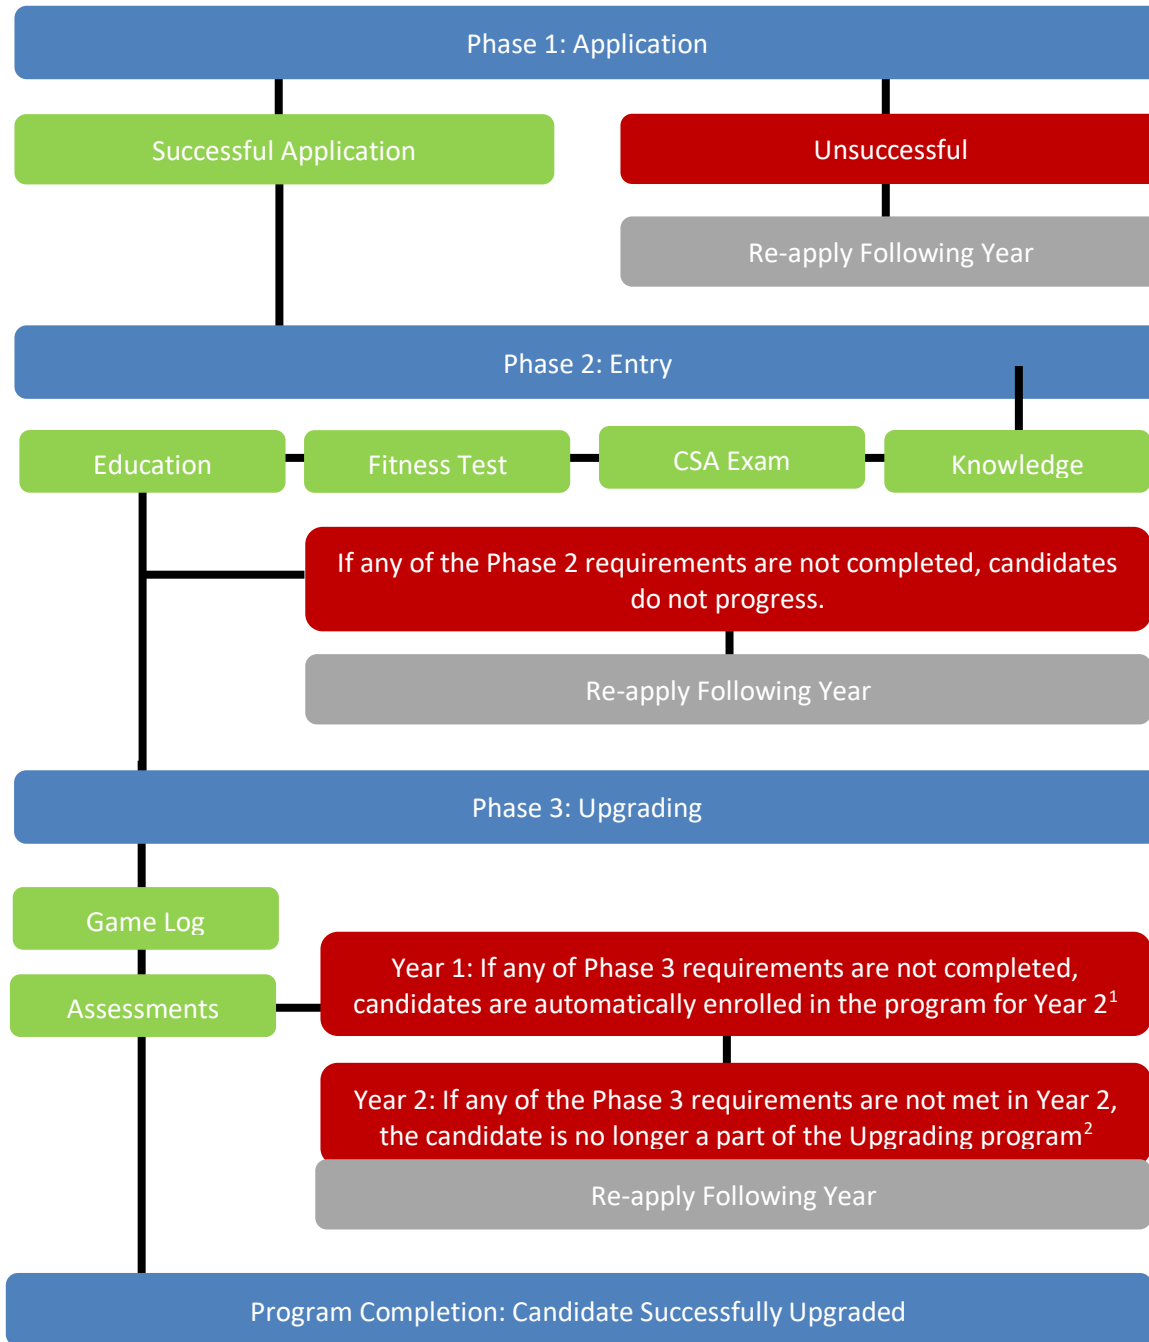 Phase 1: Application
Successful Application
Unsuccessful
Re-apply Following Year
Phase 2: Entry
Education
Fitness Test
CSA Exam
Knowledge
If any of the Phase 2 requirements are not completed, candidates
do not progress.
Re-apply Following Year
Phase 3: Upgrading
Game Log
Assessments
Year 1: If any of Phase 3 requirements are not completed,
candidates are automatically enrolled in the program for Year 2¹
Year 2: If any of the Phase 3 requirements are not met in Year 2,
the candidate is no longer a part of the Upgrading program²
Re-apply Following Year
Program Completion: Candidate Successfully Upgraded